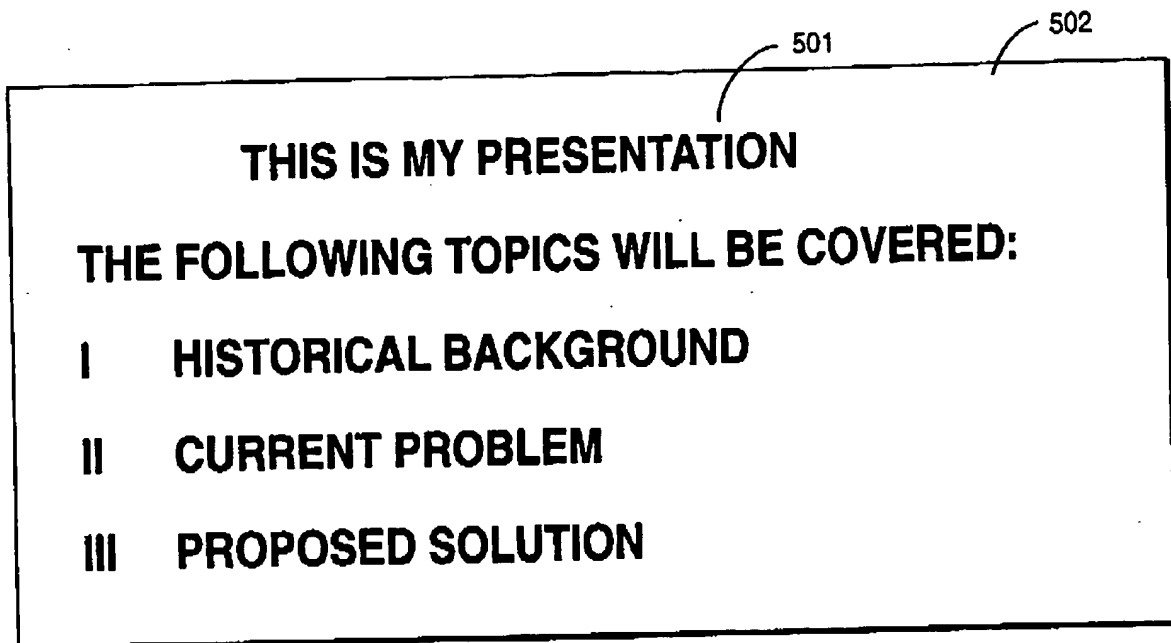 501
502
THIS IS MY PRESENTATION
THE FOLLOWING TOPICS WILL BE COVERED:
I HISTORICAL BACKGROUND
II CURRENT PROBLEM
III PROPOSED SOLUTION